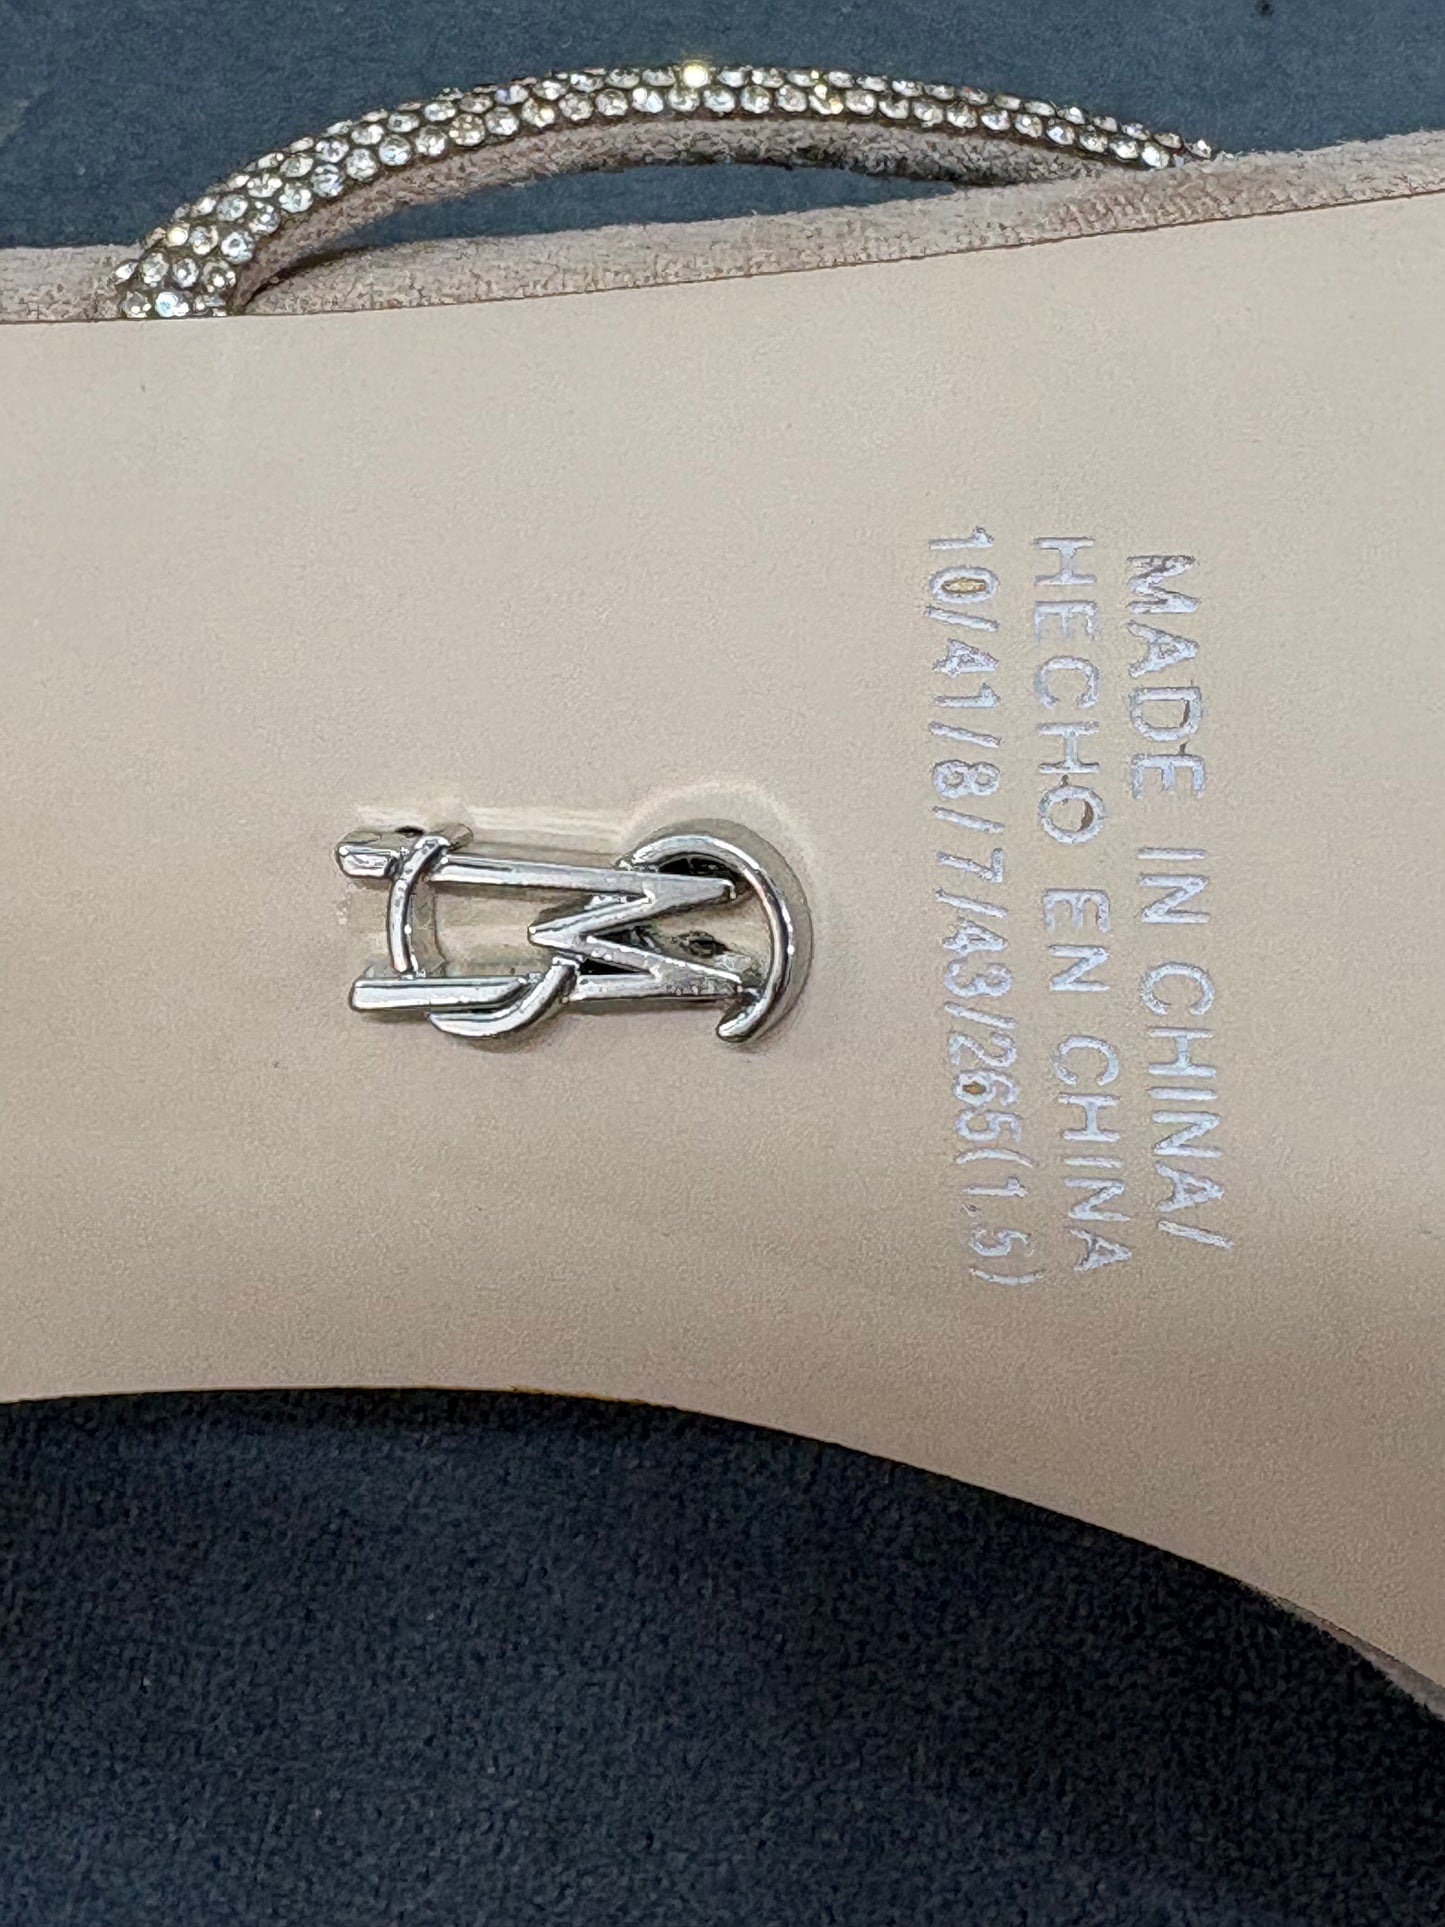 MADE IN CHINA/
HECHO EN CHINA
10/41/8/7/43/265(1.5)